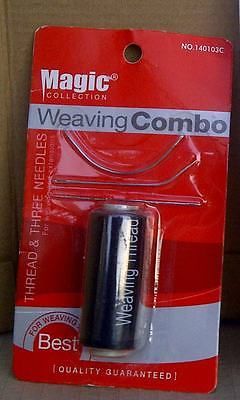 NO.140103C
Magic®
COLLECTION
Weaving Combo
THREAD & THREE NEEDLES
Weaving Thread
FOR WEAVING
Best
[ QUALITY GUARANTEED ]